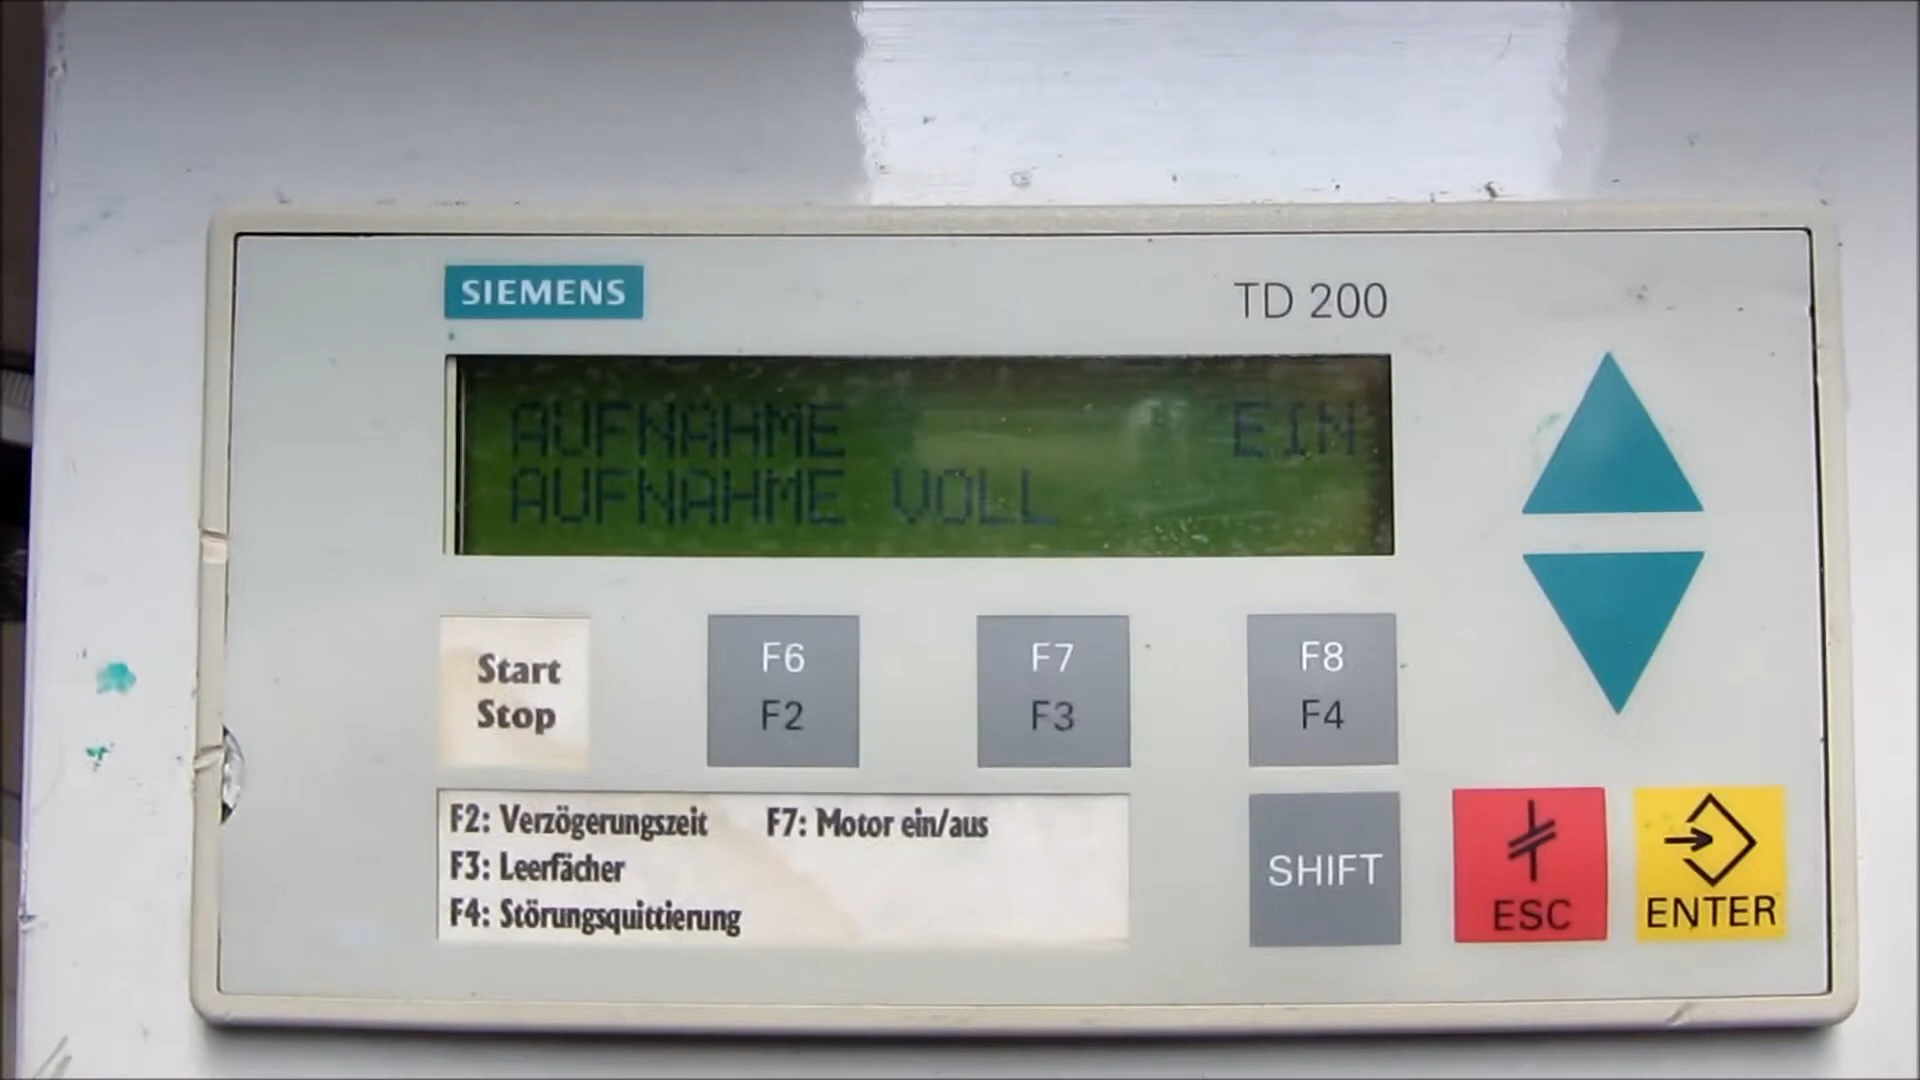 SIEMENS TD 200
AUFNAHME EIN
AUFNAHME VOLL
Start
Stop
F6
F2
F7
F3
F8
F4
F2: Verzögerungszeit F7: Motor ein/aus
F3: Leerfächer
F4: Störungsquittierung
SHIFT
ESC
ENTER